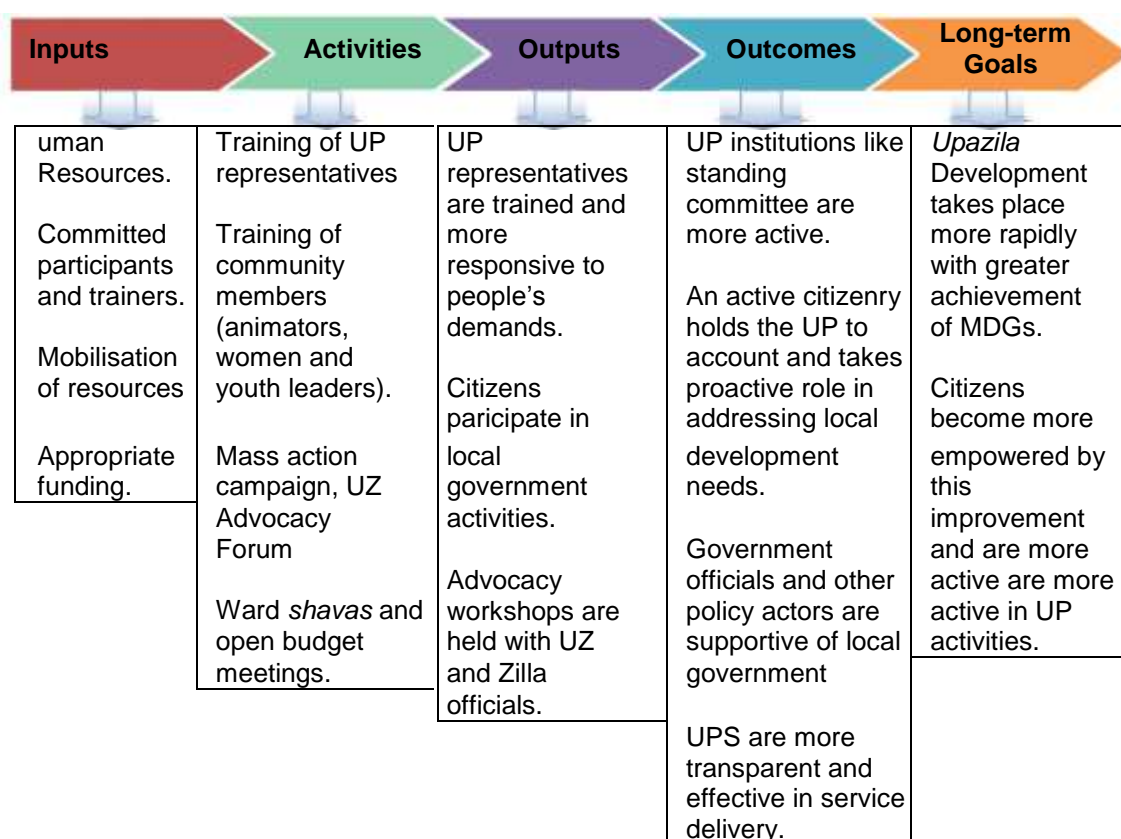 Inputs
Activities
Outputs
Outcomes
Long-term
Goals
uman
Resources.
Committed
participants
and trainers.
Mobilisation
of resources
Appropriate
funding.
Training of UP
representatives
Training of
community
members
(animators,
women and
youth leaders).
Mass action
campaign, UZ
Advocacy
Forum
Ward shavas and
open budget
meetings.
UP
representatives
are trained and
more
responsive to
people’s
demands.
Citizens
paricipate in
local
government
activities.
Advocacy
workshops are
held with UZ
and Zilla
officials.
UP institutions like
standing
committee are
more active.
An active citizenry
holds the UP to
account and takes
proactive role in
addressing local
development
needs.
Government
officials and other
policy actors are
supportive of local
government
UPS are more
transparent and
effective in service
delivery.
Upazila
Development
takes place
more rapidly
with greater
achievement
of MDGs.
Citizens
become more
empowered by
this
improvement
and are more
active are more
active in UP
activities.